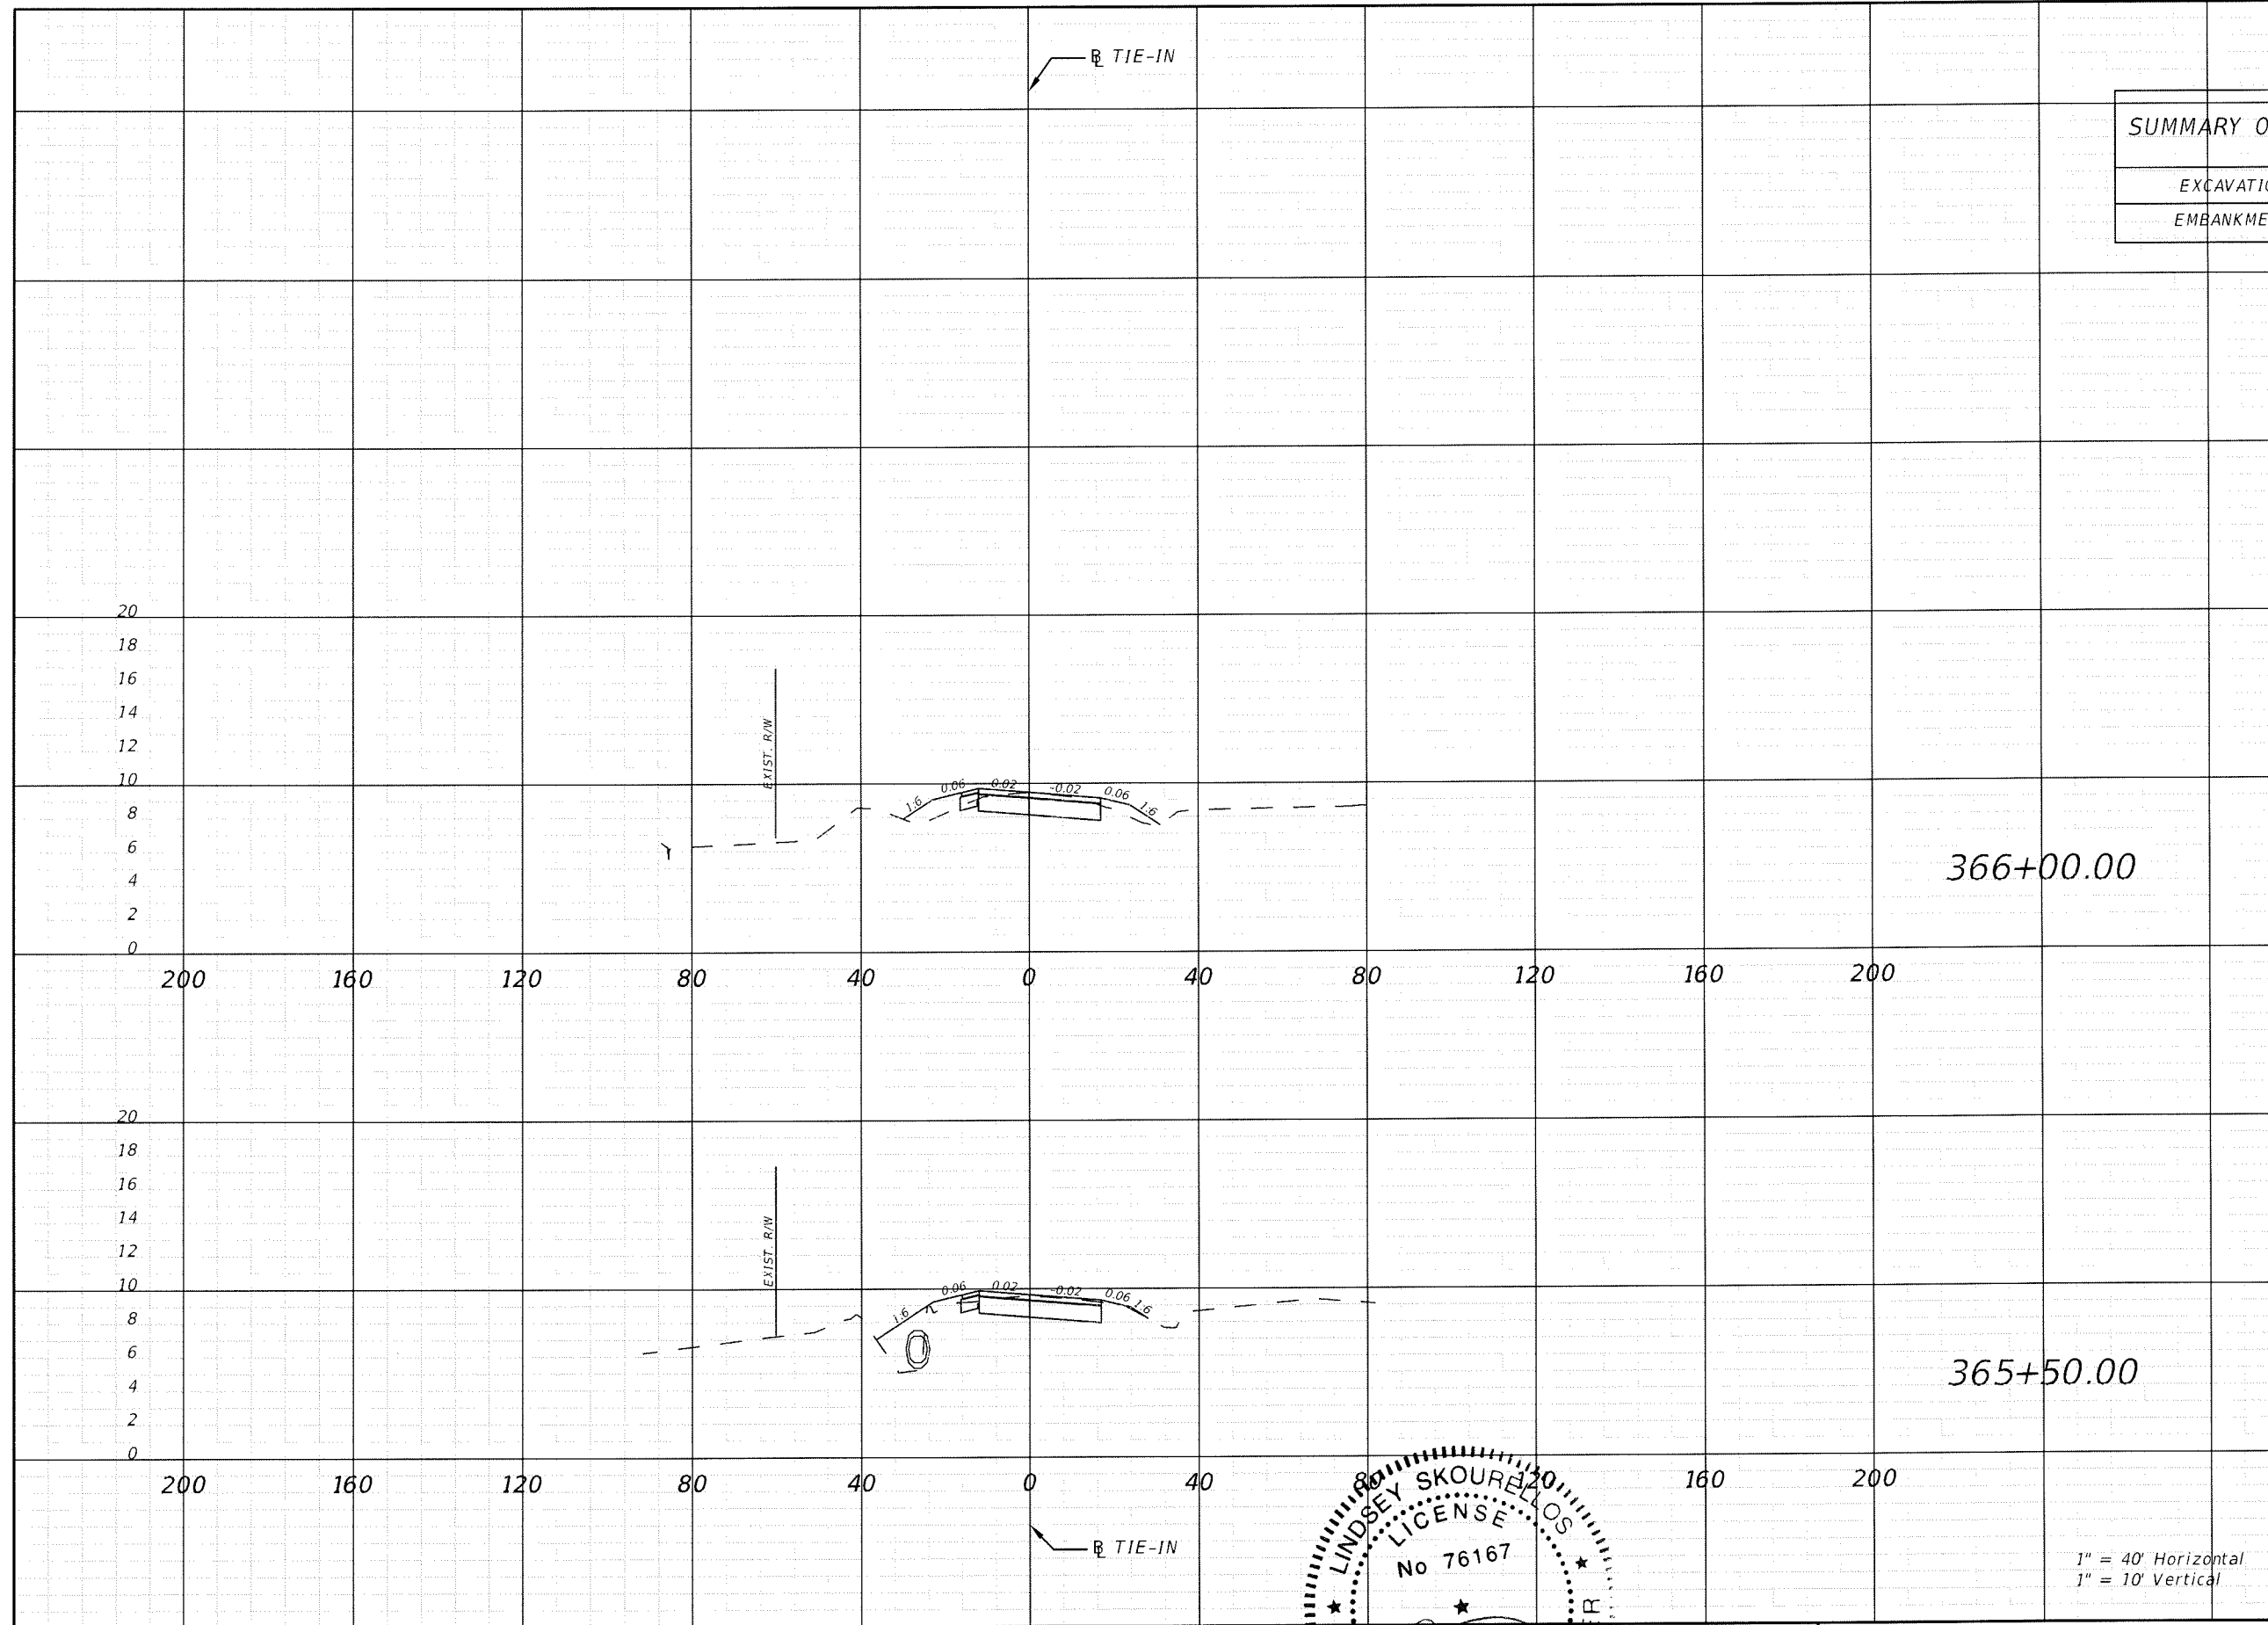 ℄ TIE-IN
SUMMARY O
EXCAVATIO
EMBANKME
20
18
16
14
12
10
8
6
4
2
0
EXIST. R/W
1:6
0.06
0.02
-0.02
0.06
1:6
366+00.00
200 160 120 80 40 0 40 80 120 160 200
20
18
16
14
12
10
8
6
4
2
0
EXIST. R/W
1:6
0.06
0.02
-0.02
0.06
1:6
365+50.00
200 160 120 80 40 0 40 80 120 160 200
℄ TIE-IN
LINDSEY SKOURELLOS
LICENSE
No 76167
ER
1" = 40' Horizontal
1" = 10' Vertical